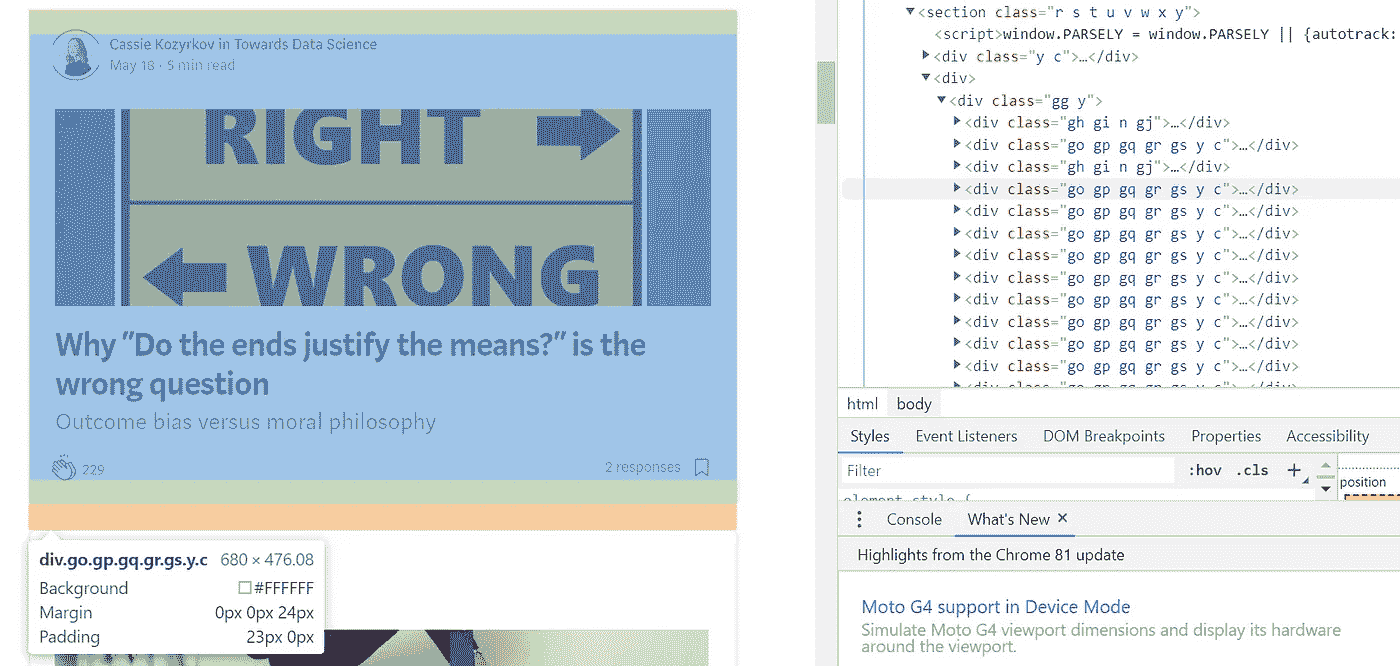 Cassie Kozyrkov in Towards Data Science
May 18 · 5 min read
RIGHT
WRONG
Why "Do the ends justify the means?" is the
wrong question
Outcome bias versus moral philosophy
229
2 responses
div.go.gp.gq.gr.gs.y.c 680 × 476.08
Background #FFFFFF
Margin 0px 0px 24px
Padding 23px 0px
▼<section class="r s t u v w x y">
<script>window.PARSELY = window.PARSELY || {autotrack:
▶<div class="y c">…</div>
▼<div>
▼<div class="gg y">
▶<div class="gh gi n gj">…</div>
▶<div class="go gp gq gr gs y c">…</div>
▶<div class="gh gi n gj">…</div>
▶<div class="go gp gq gr gs y c">…</div>
▶<div class="go gp gq gr gs y c">…</div>
▶<div class="go gp gq gr gs y c">…</div>
▶<div class="go gp gq gr gs y c">…</div>
▶<div class="go gp gq gr gs y c">…</div>
▶<div class="go gp gq gr gs y c">…</div>
▶<div class="go gp gq gr gs y c">…</div>
▶<div class="go gp gq gr gs y c">…</div>
▶<div class="go gp gq gr gs y c">…</div>
▶<div class="go gp gq gr gs y c">…</div>
html body
Styles Event Listeners DOM Breakpoints Properties Accessibility
Filter :hov .cls +
position
element.style {
Console What's New ×
Highlights from the Chrome 81 update
Moto G4 support in Device Mode
Simulate Moto G4 viewport dimensions and display its hardware
around the viewport.